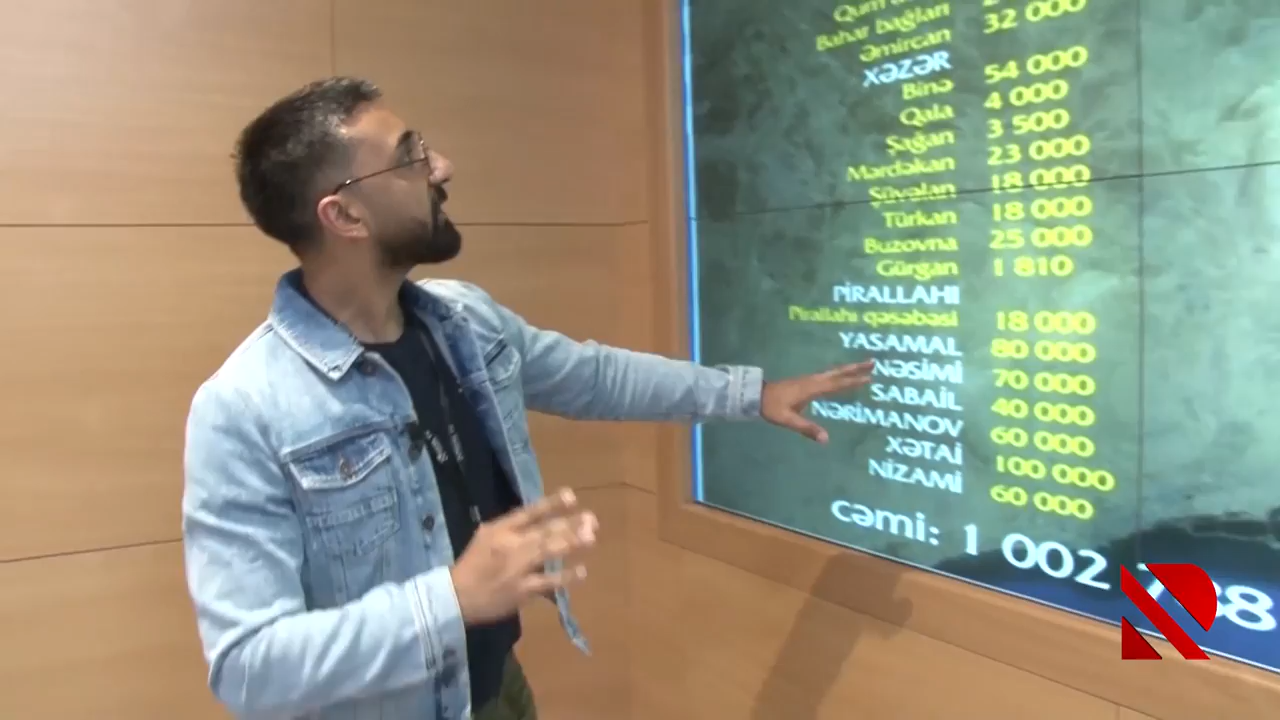 Qum
Bahar bağları
Əmircan 32 000
XƏZƏR
Binə 54 000
Qala 4 000
Şağan 3 500
Mərdəkan 23 000
Şüvəlan 18 000
Türkan 18 000
Buzovna 25 000
Gürgan 1 810
PİRALLAHI
Pirallahı qəsəbəsi 18 000
YASAMAL 80 000
NƏSİMİ 70 000
SABAİL 40 000
NƏRİMANOV 60 000
XƏTAİ 100 000
NİZAMİ 60 000
cəmi: 1 002